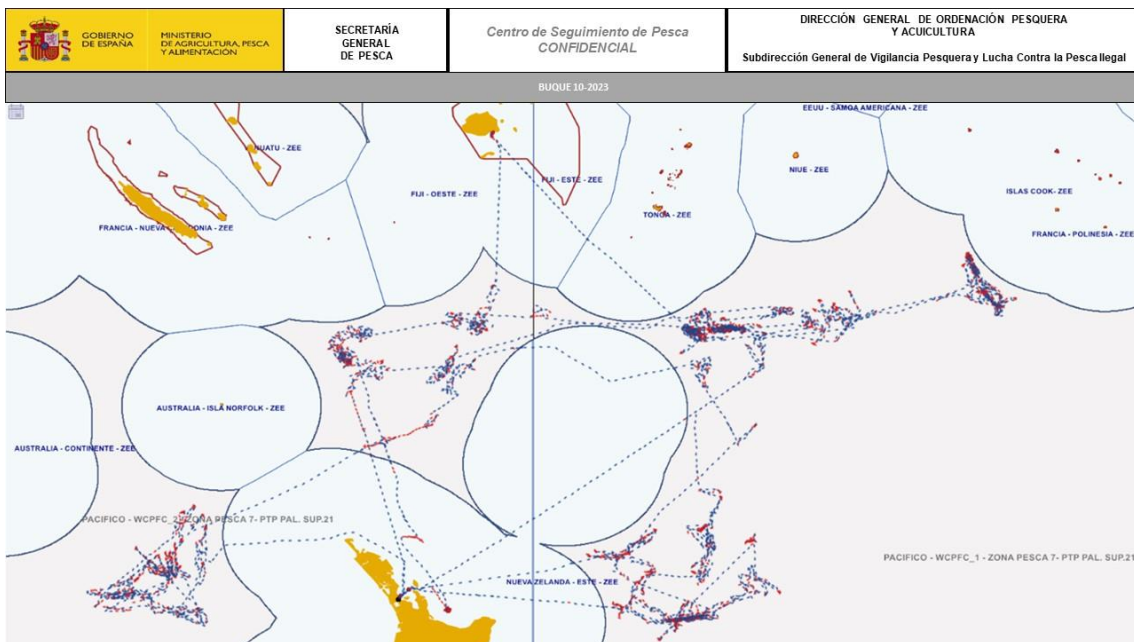 GOBIERNO
DE ESPAÑA
MINISTERIO
DE AGRICULTURA, PESCA
Y ALIMENTACIÓN
SECRETARÍA
GENERAL
DE PESCA
Centro de Seguimiento de Pesca
CONFIDENCIAL
DIRECCIÓN GENERAL DE ORDENACIÓN PESQUERA
Y ACUICULTURA
Subdirección General de Vigilancia Pesquera y Lucha Contra la Pesca Ilegal
BUQUE 10-2023
EEUU - SAMOA AMERICANA - ZEE
NUATU - ZEE
FIJI - OESTE - ZEE
FIJI - ESTE - ZEE
NIUE - ZEE
ISLAS COOK- ZEE
TONGA - ZEE
FRANCIA - NUEVA CALEDONIA - ZEE
FRANCIA - POLINESIA - ZEE
AUSTRALIA - ISLA NORFOLK - ZEE
AUSTRALIA - CONTINENTE - ZEE
PACIFICO - WCPFC_2 - ZONA PESCA 7- PTP PAL. SUP.21
PACIFICO - WCPFC_1 - ZONA PESCA 7- PTP PAL. SUP.21
NUEVA ZELANDA - ESTE - ZEE